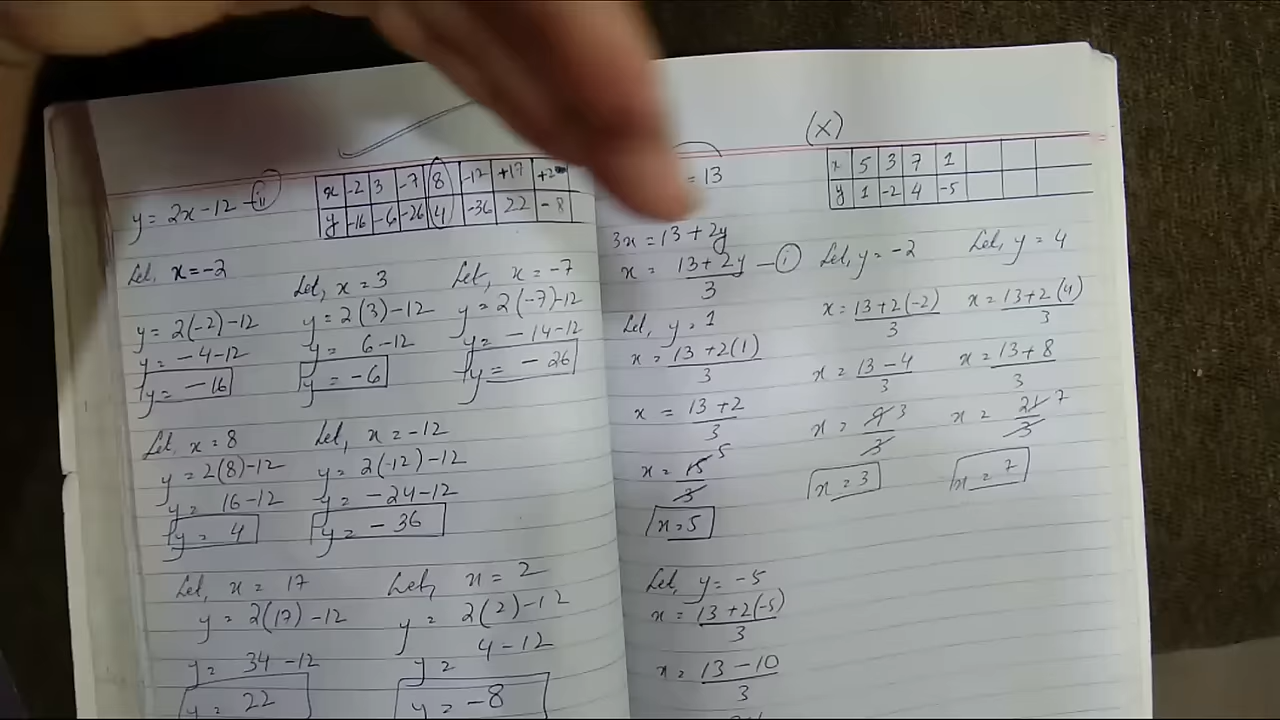 y = 2x-12 -(ii)
x -2 3 -7 8 -12 +17 +2
y -16 -6 -26 4 -36 22 -8
Let, x = -2
y = 2(-2)-12
y = -4-12
y = -16
Let, x = 3
y = 2(3)-12
y = 6-12
y = -6
Let, x = -7
y = 2(-7)-12
y = -14-12
y = -26
Let x = 8
y = 2(8)-12
y = 16-12
y = 4
Let, x = -12
y = 2(-12)-12
y = -24-12
y = -36
Let, x = 17
y = 2(17)-12
y = 34-12
y = 22
Let, x = 2
y = 2(2)-12
y = 4-12
y = -8
(X)
= 13
x 5 3 7 1
y 1 -2 4 -5
3x = 13+2y
x = 13+2y -(i)
3
Let, y = 1
x = 13+2(1)
3
x = 13+2
3
x = 15 5
3
x = 5
Let, y = -2
x = 13+2(-2)
3
x = 13-4
3
x = 9 3
3
x = 3
Let, y = 4
x = 13+2(4)
3
x = 13+8
3
x = 21 7
3
x = 7
Let, y = -5
x = 13+2(-5)
3
x = 13-10
3